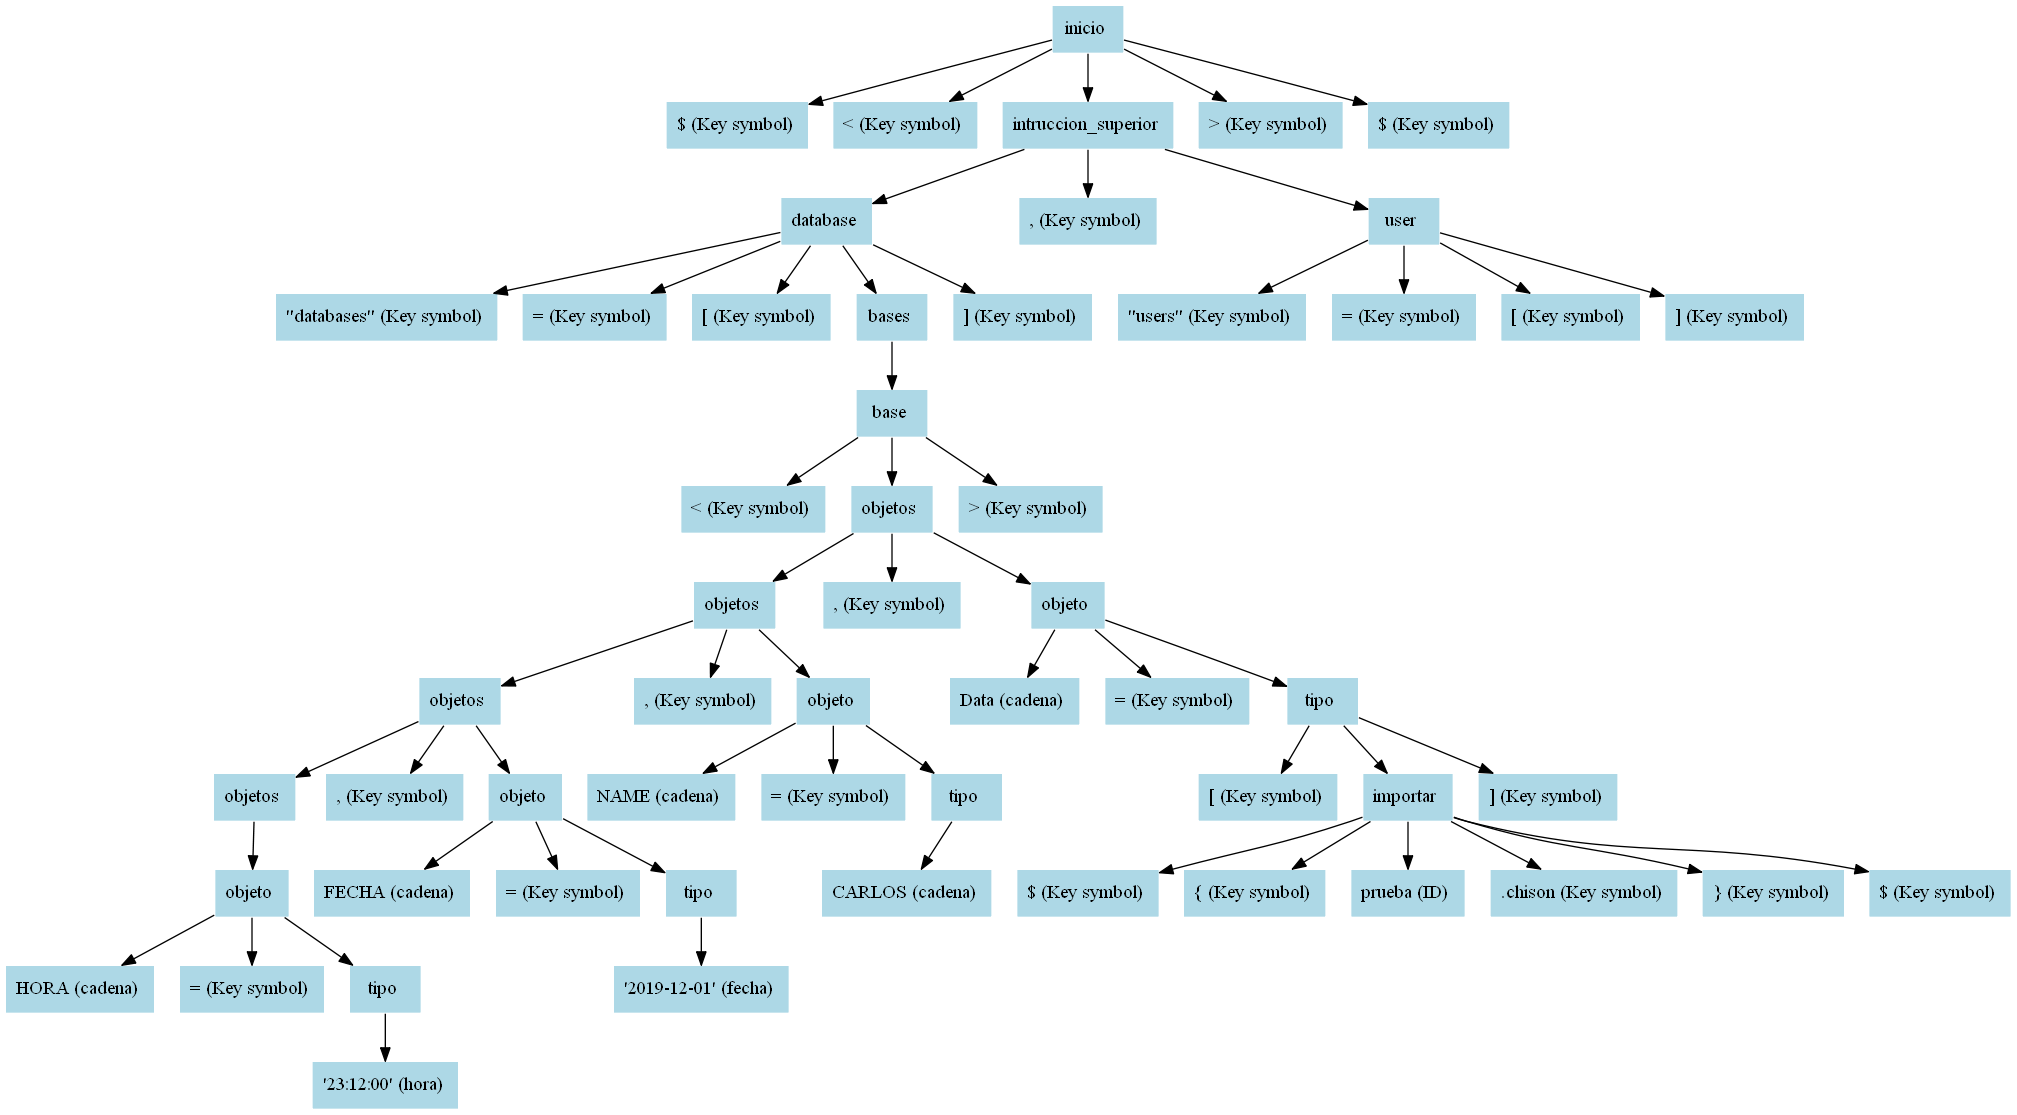 inicio
$ (Key symbol)
< (Key symbol)
intruccion_superior
> (Key symbol)
$ (Key symbol)
database
, (Key symbol)
user
"databases" (Key symbol)
= (Key symbol)
[ (Key symbol)
bases
] (Key symbol)
"users" (Key symbol)
= (Key symbol)
[ (Key symbol)
] (Key symbol)
base
< (Key symbol)
objetos
> (Key symbol)
objetos
, (Key symbol)
objeto
objetos
, (Key symbol)
objeto
Data (cadena)
= (Key symbol)
tipo
objetos
, (Key symbol)
objeto
NAME (cadena)
= (Key symbol)
tipo
[ (Key symbol)
importar
] (Key symbol)
objeto
FECHA (cadena)
= (Key symbol)
tipo
CARLOS (cadena)
$ (Key symbol)
{ (Key symbol)
prueba (ID)
.chison (Key symbol)
} (Key symbol)
$ (Key symbol)
HORA (cadena)
= (Key symbol)
tipo
'2019-12-01' (fecha)
'23:12:00' (hora)